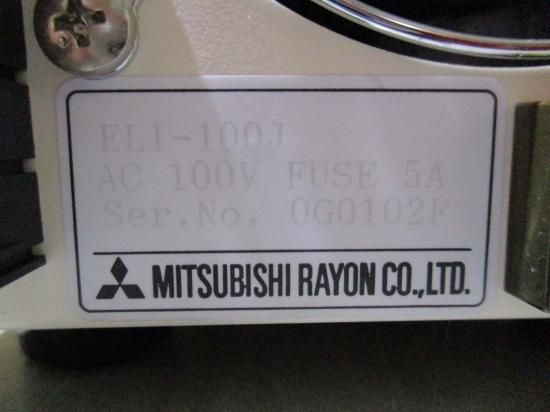 ELI-100J
AC 100V FUSE 5A
Ser.No. 0G0102F
MITSUBISHI RAYON CO.,LTD.